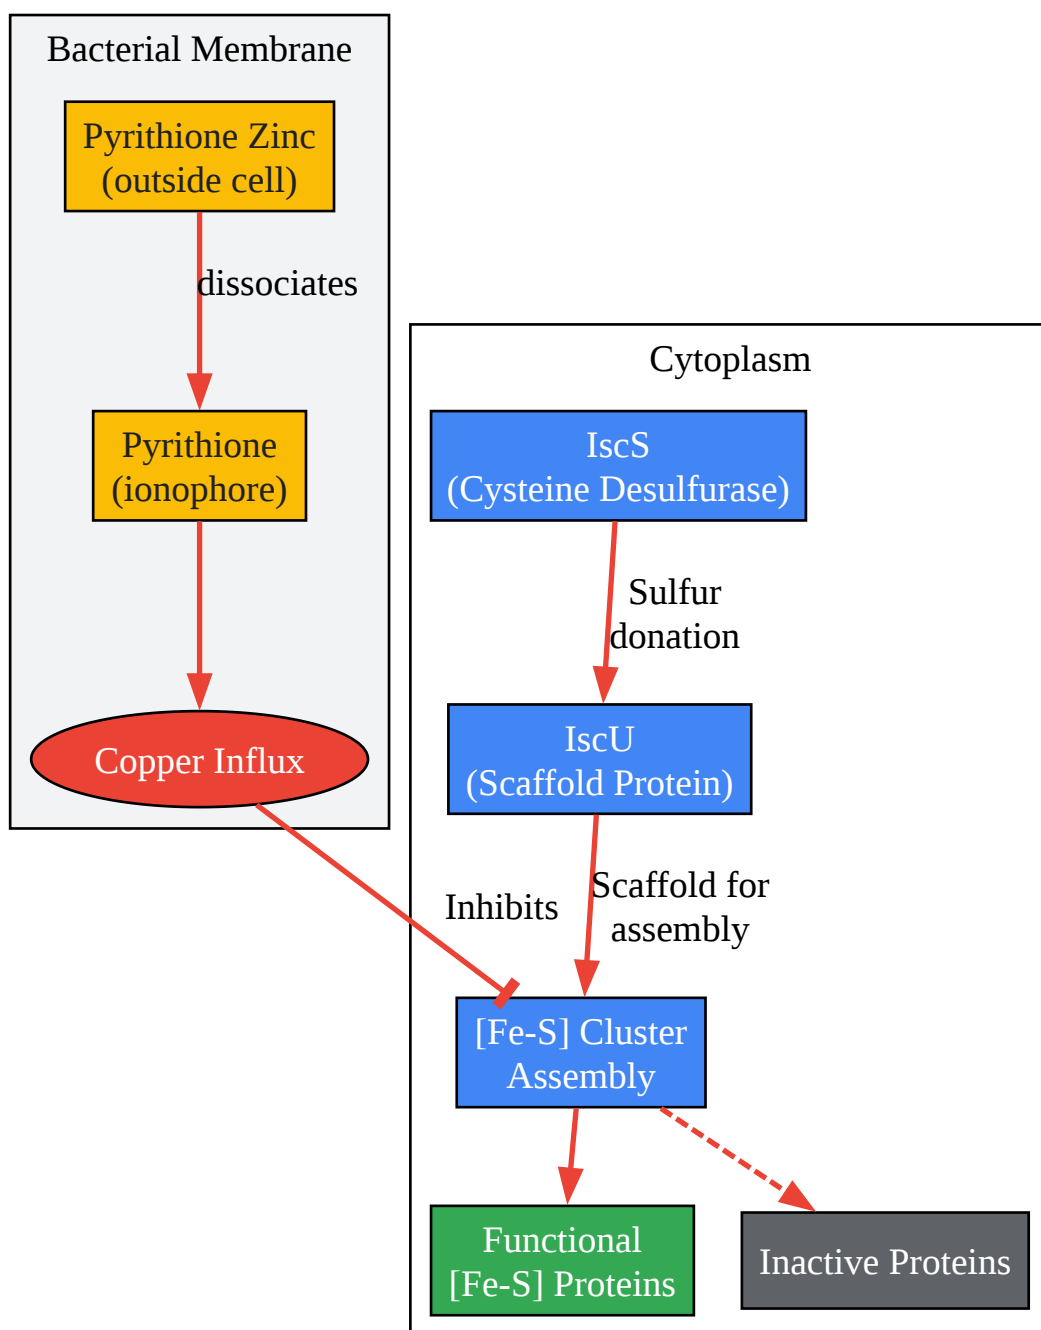 Bacterial Membrane
Pyrithione Zinc
(outside cell)
dissociates
Pyrithione
(ionophore)
Copper Influx
Inhibits
Cytoplasm
IscS
(Cysteine Desulfurase)
Sulfur
donation
IscU
(Scaffold Protein)
Scaffold for
assembly
[Fe-S] Cluster
Assembly
Functional
[Fe-S] Proteins
Inactive Proteins